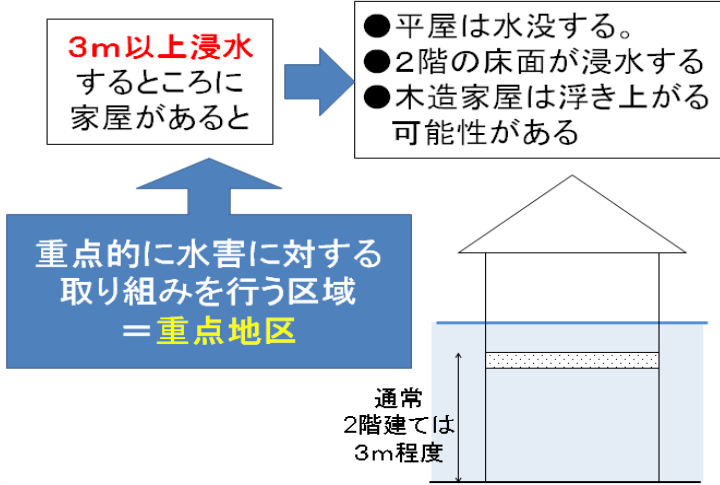 3m以上浸水
するところに
家屋があると
●平屋は水没する。
●2階の床面が浸水する
●木造家屋は浮き上がる
可能性がある
重点的に水害に対する
取り組みを行う区域
=重点地区
通常
2階建ては
3m程度